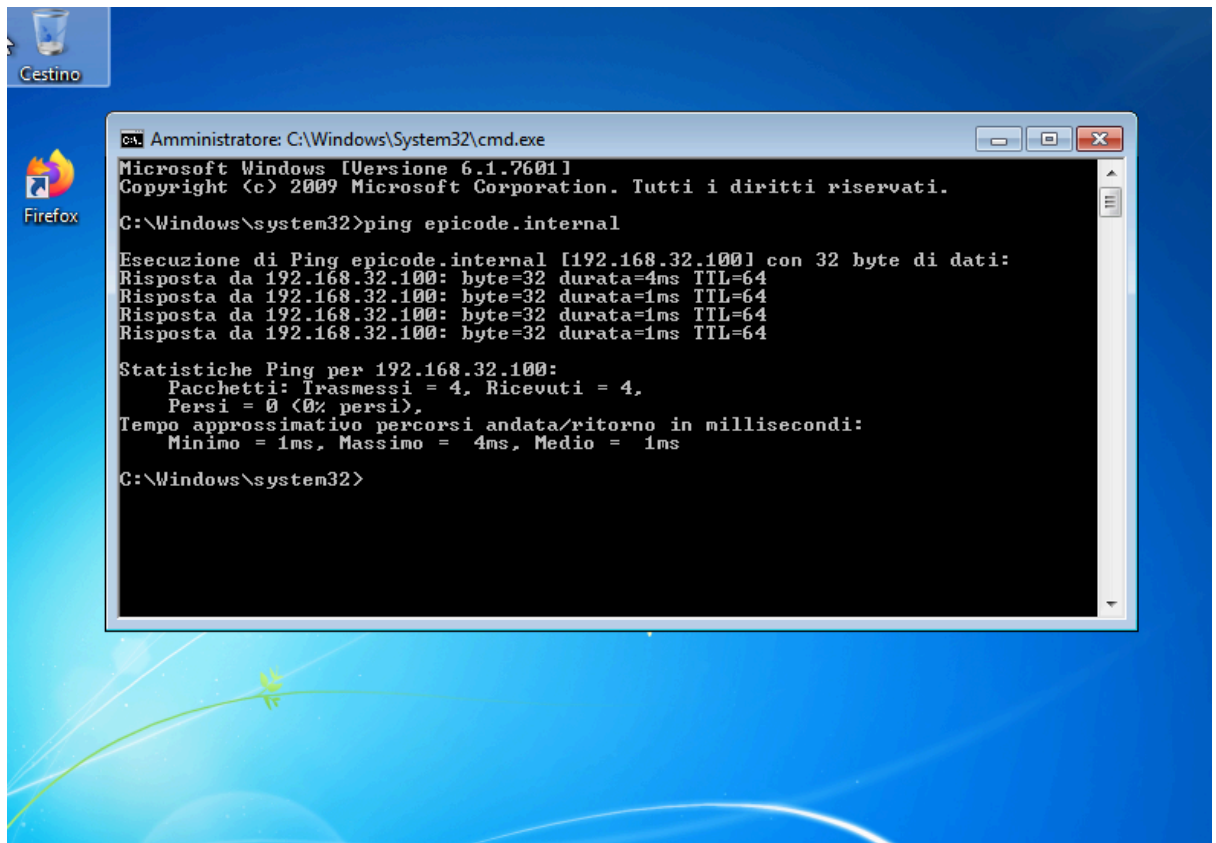 Cestino
Firefox
Amministratore: C:\Windows\System32\cmd.exe
Microsoft Windows [Versione 6.1.7601]
Copyright (c) 2009 Microsoft Corporation. Tutti i diritti riservati.
C:\Windows\system32>ping epicode.internal
Esecuzione di Ping epicode.internal [192.168.32.100] con 32 byte di dati:
Risposta da 192.168.32.100: byte=32 durata=4ms TTL=64
Risposta da 192.168.32.100: byte=32 durata=1ms TTL=64
Risposta da 192.168.32.100: byte=32 durata=1ms TTL=64
Risposta da 192.168.32.100: byte=32 durata=1ms TTL=64
Statistiche Ping per 192.168.32.100:
    Pacchetti: Trasmessi = 4, Ricevuti = 4,
    Persi = 0 (0% persi),
Tempo approssimativo percorsi andata/ritorno in millisecondi:
    Minimo = 1ms, Massimo =  4ms, Medio =  1ms
C:\Windows\system32>